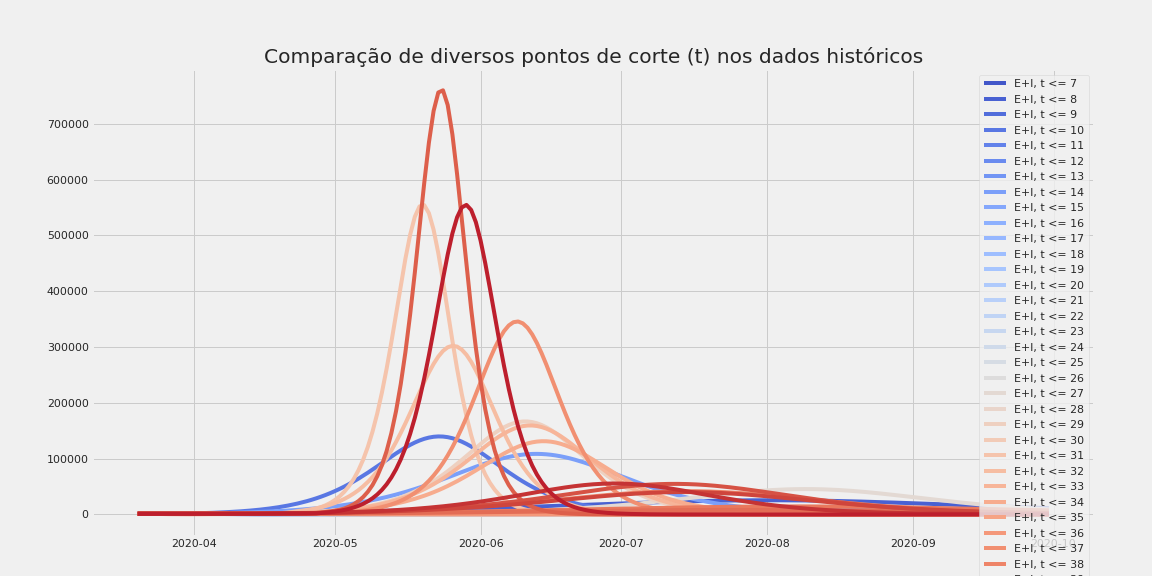 Comparação de diversos pontos de corte (t) nos dados históricos
700000
600000
500000
400000
300000
200000
100000
0
2020-04
2020-05
2020-06
2020-07
2020-08
2020-09
2020-10
E+I, t <= 7
E+I, t <= 8
E+I, t <= 9
E+I, t <= 10
E+I, t <= 11
E+I, t <= 12
E+I, t <= 13
E+I, t <= 14
E+I, t <= 15
E+I, t <= 16
E+I, t <= 17
E+I, t <= 18
E+I, t <= 19
E+I, t <= 20
E+I, t <= 21
E+I, t <= 22
E+I, t <= 23
E+I, t <= 24
E+I, t <= 25
E+I, t <= 26
E+I, t <= 27
E+I, t <= 28
E+I, t <= 29
E+I, t <= 30
E+I, t <= 31
E+I, t <= 32
E+I, t <= 33
E+I, t <= 34
E+I, t <= 35
E+I, t <= 36
E+I, t <= 37
E+I, t <= 38